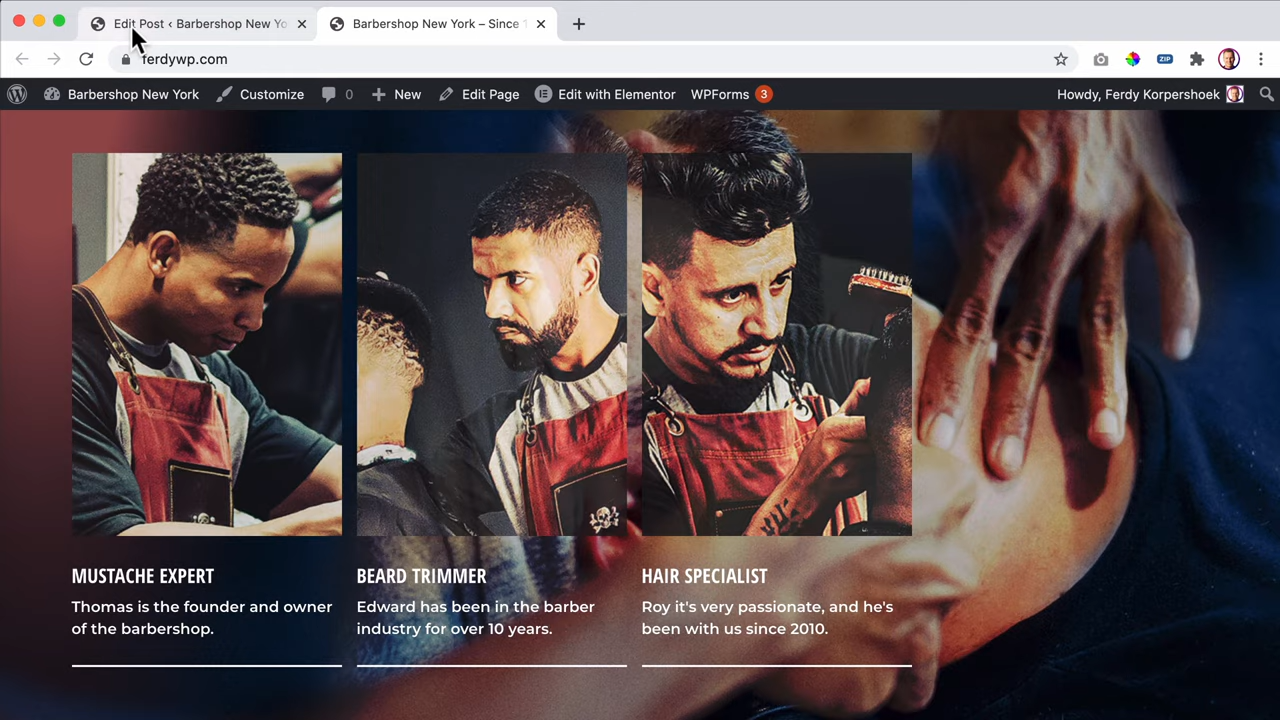 Edit Post ‹ Barbershop New Yo
Barbershop New York – Since 1
ferdywp.com
Barbershop New York
Customize
0
New
Edit Page
Edit with Elementor
WPForms 3
Howdy, Ferdy Korpershoek
ZIP
MUSTACHE EXPERT
Thomas is the founder and owner
of the barbershop.
BEARD TRIMMER
Edward has been in the barber
industry for over 10 years.
HAIR SPECIALIST
Roy it's very passionate, and he's
been with us since 2010.